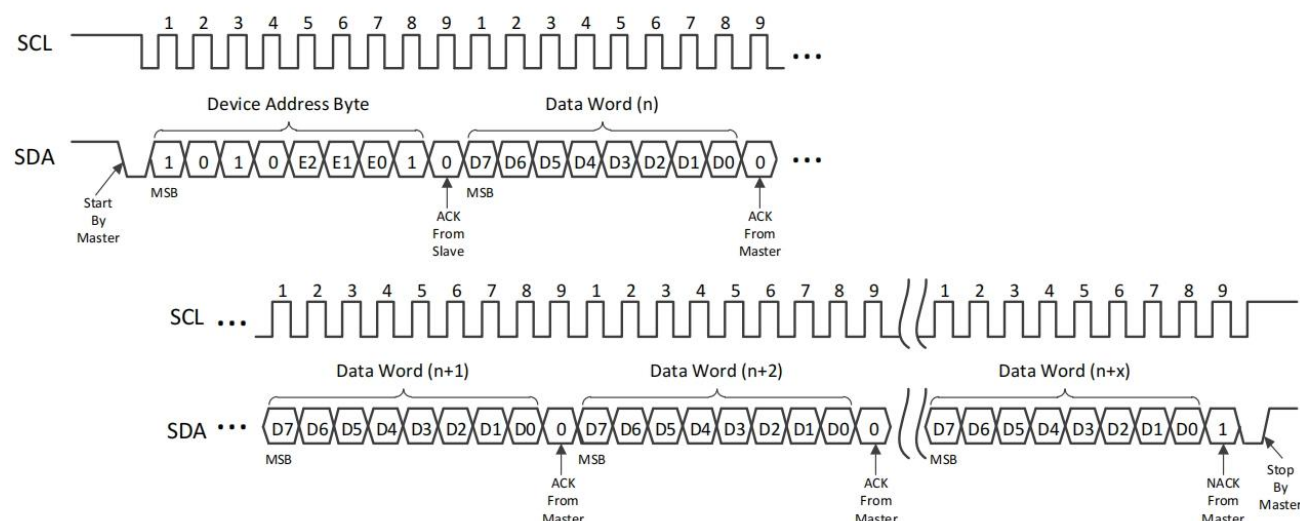 1 2 3 4 5 6 7 8 9 1 2 3 4 5 6 7 8 9
SCL ...
Device Address Byte Data Word (n)
SDA 1 0 1 0 E2 E1 E0 1 0 D7 D6 D5 D4 D3 D2 D1 D0 0 ...
MSB MSB
Start
By
Master
ACK
From
Slave
ACK
From
Master
1 2 3 4 5 6 7 8 9 1 2 3 4 5 6 7 8 9 1 2 3 4 5 6 7 8 9
SCL ...
Data Word (n+1) Data Word (n+2) Data Word (n+x)
SDA ... D7 D6 D5 D4 D3 D2 D1 D0 0 D7 D6 D5 D4 D3 D2 D1 D0 0 D7 D6 D5 D4 D3 D2 D1 D0 1
MSB MSB MSB
ACK
From
Master
ACK
From
Master
NACK
From
Master
Stop
By
Master